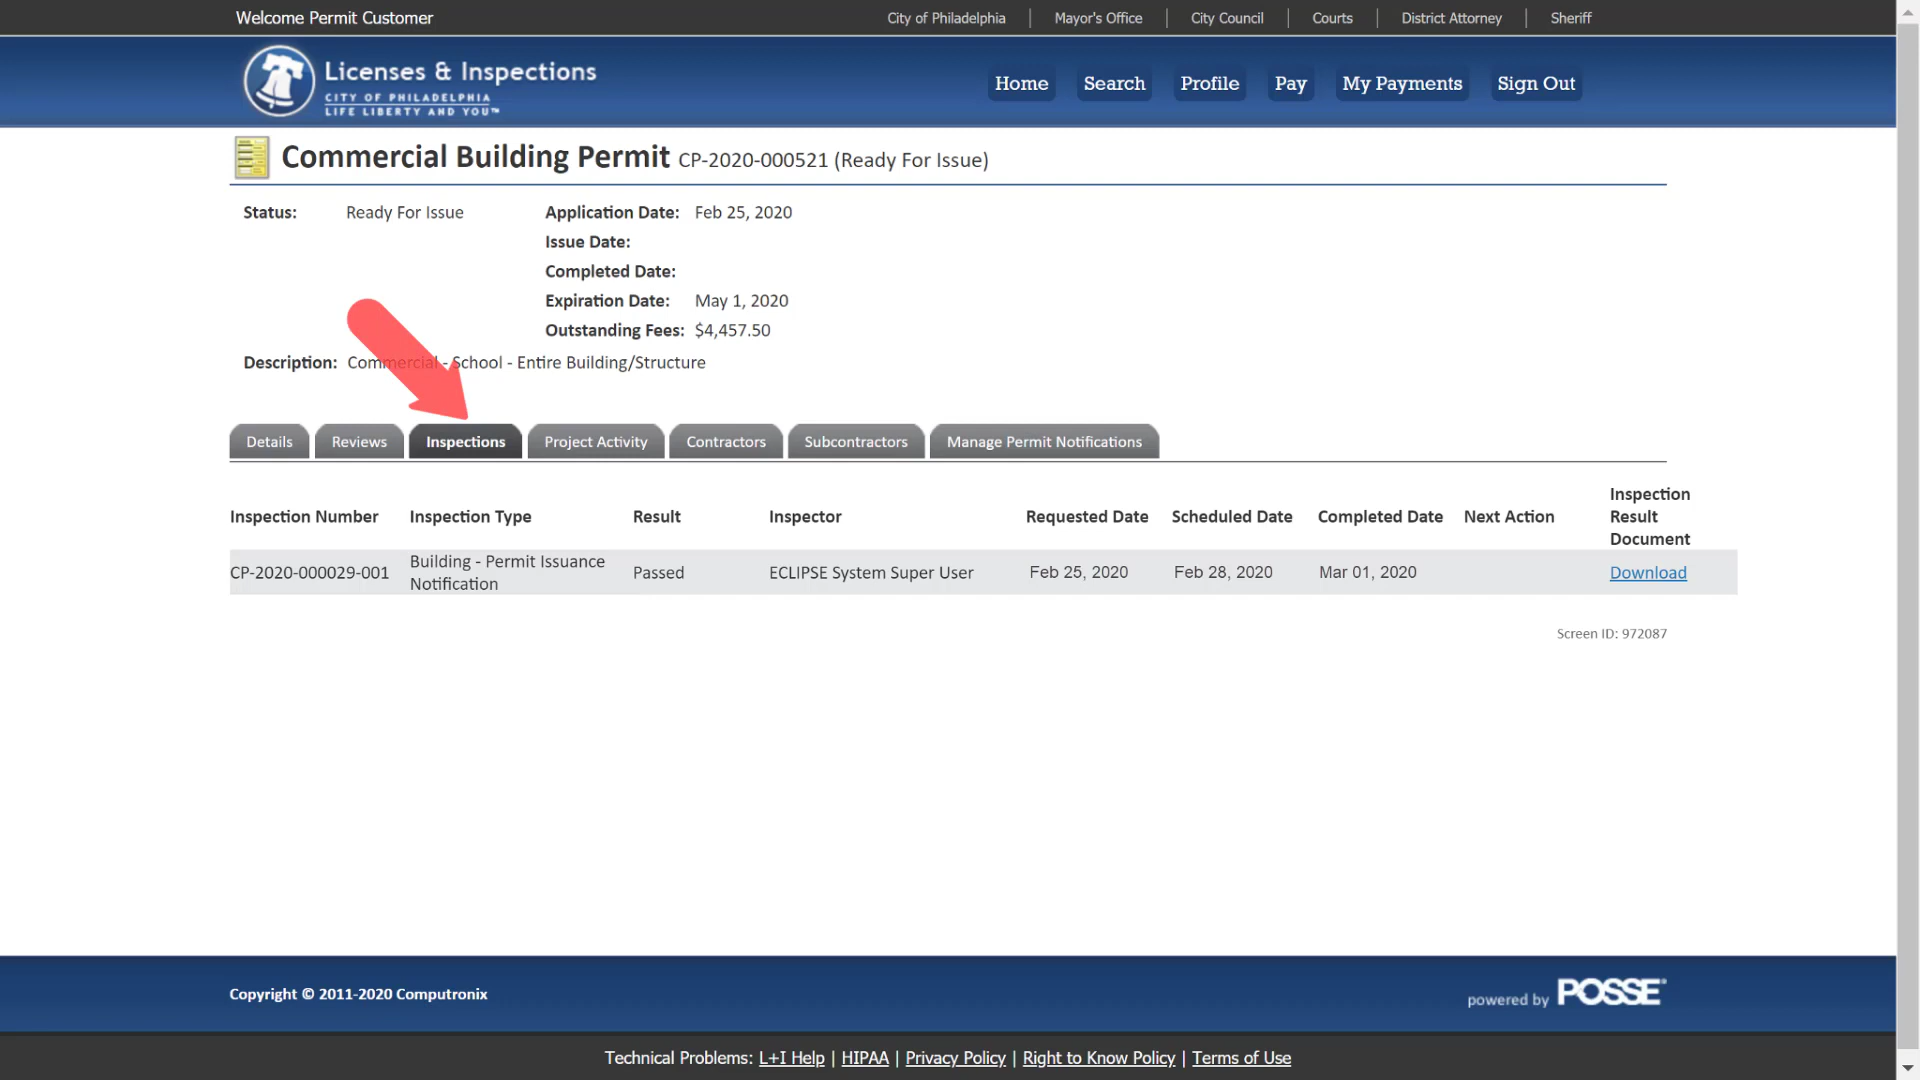 Welcome Permit Customer
City of Philadelphia | Mayor's Office | City Council | Courts | District Attorney | Sheriff
Licenses & Inspections
CITY OF PHILADELPHIA
LIFE LIBERTY AND YOU™
Home Search Profile Pay My Payments Sign Out
Commercial Building Permit CP-2020-000521 (Ready For Issue)
Status: Ready For Issue Application Date: Feb 25, 2020
Issue Date:
Completed Date:
Expiration Date: May 1, 2020
Outstanding Fees: $4,457.50
Description: Commercial - School - Entire Building/Structure
Details Reviews Inspections Project Activity Contractors Subcontractors Manage Permit Notifications
Inspection Number Inspection Type Result Inspector Requested Date Scheduled Date Completed Date Next Action Inspection
Result
Document
CP-2020-000029-001 Building - Permit Issuance
Notification Passed ECLIPSE System Super User Feb 25, 2020 Feb 28, 2020 Mar 01, 2020 Download
Screen ID: 972087
Copyright © 2011-2020 Computronix
powered by POSSE®
Technical Problems: L+I Help | HIPAA | Privacy Policy | Right to Know Policy | Terms of Use